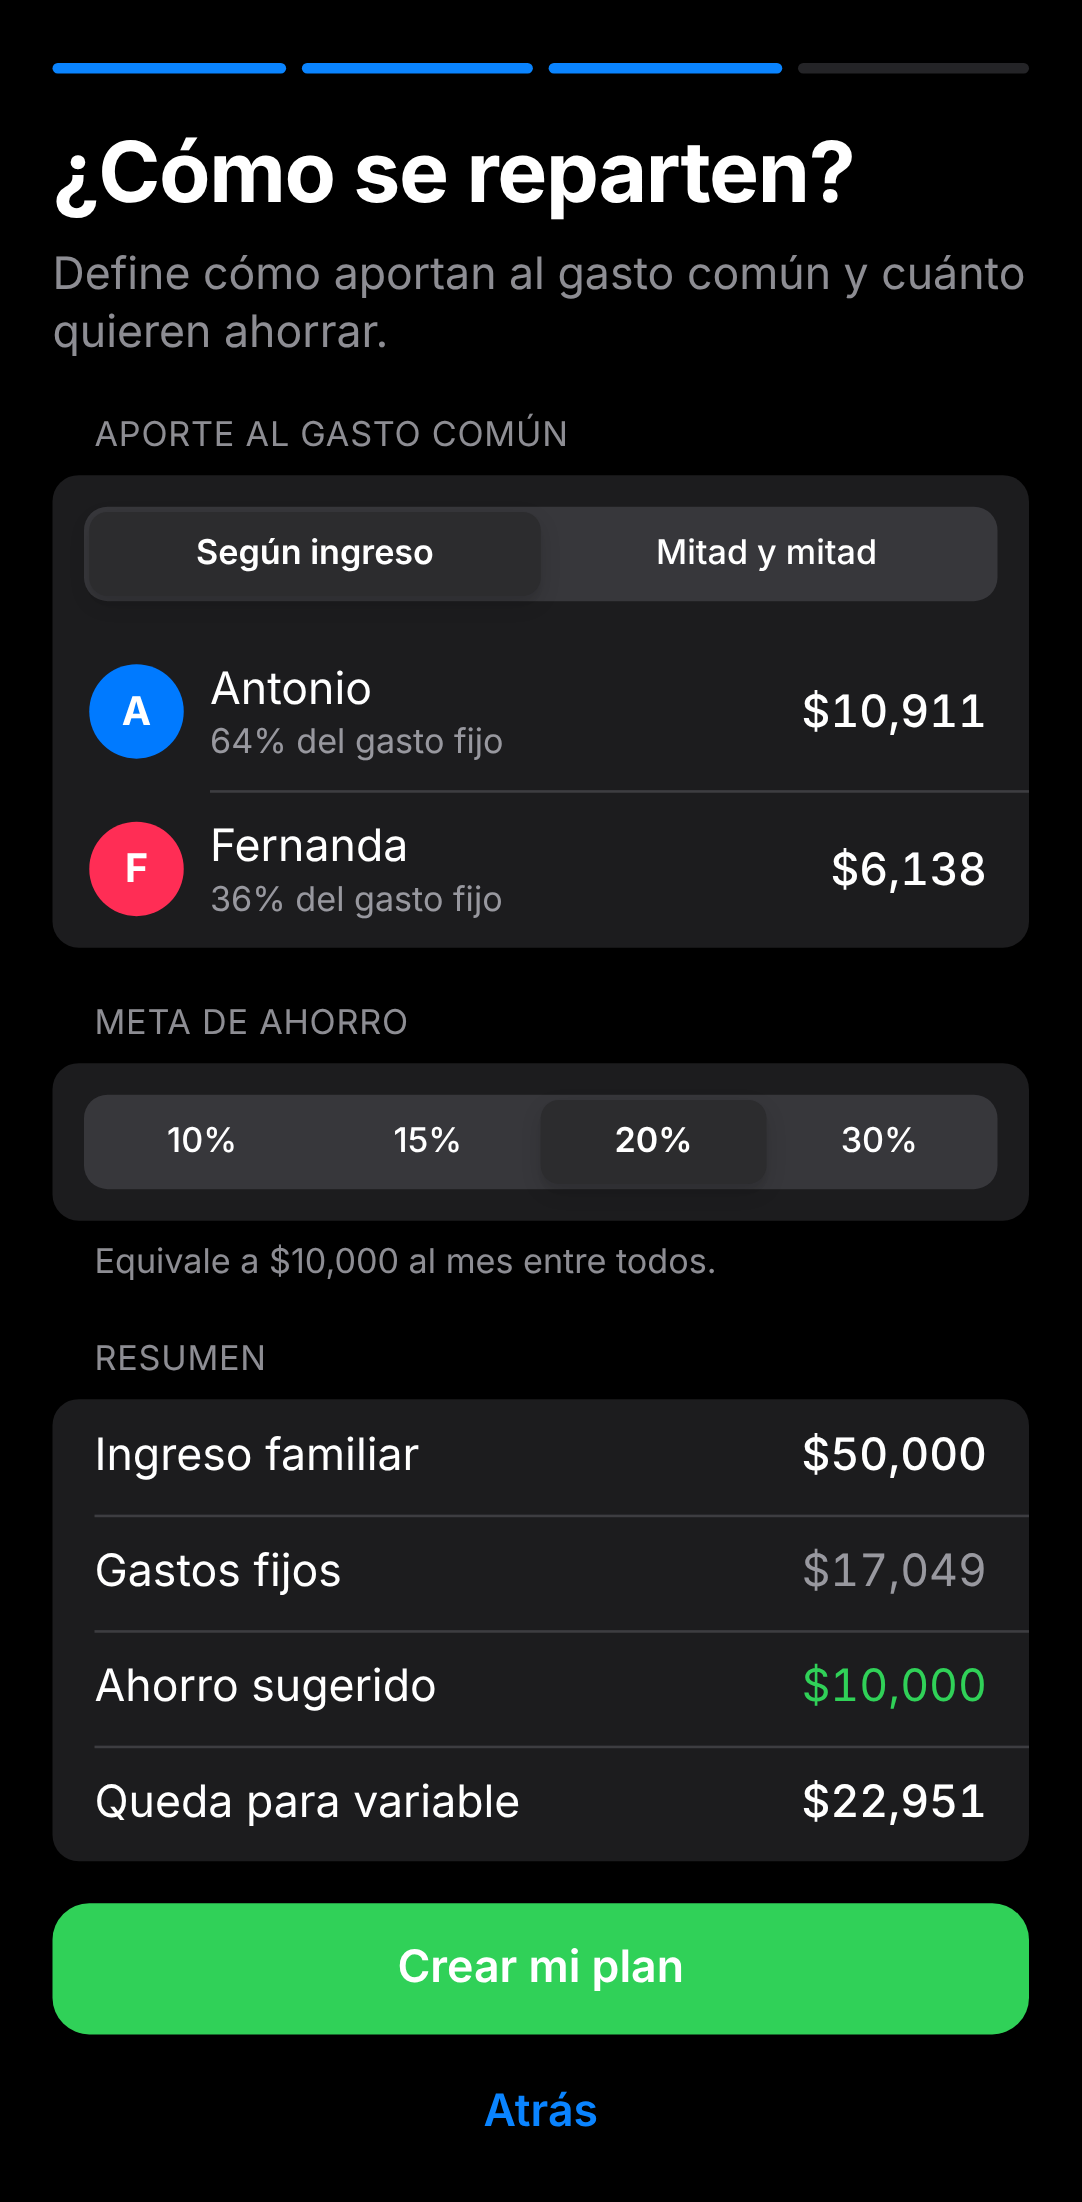 ¿Cómo se reparten?
Define cómo aportan al gasto común y cuánto
quieren ahorrar.
APORTE AL GASTO COMÚN
Según ingreso
Mitad y mitad
A
Antonio
64% del gasto fijo
$10,911
F
Fernanda
36% del gasto fijo
$6,138
META DE AHORRO
10%
15%
20%
30%
Equivale a $10,000 al mes entre todos.
RESUMEN
Ingreso familiar
$50,000
Gastos fijos
$17,049
Ahorro sugerido
$10,000
Queda para variable
$22,951
Crear mi plan
Atrás